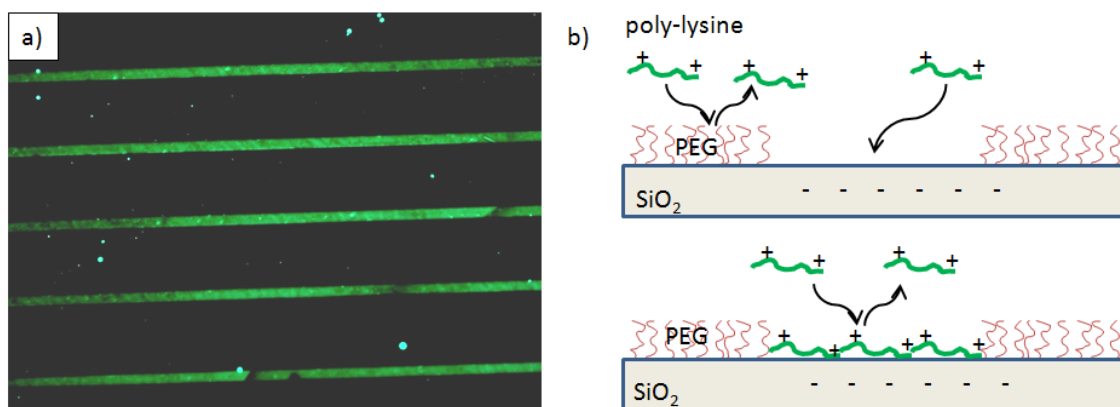 a)
b)
poly-lysine
+ + + + + +
PEG
SiO₂
- - - - - -
+ + + +
PEG
+ + + + +
SiO₂
- - - - - -